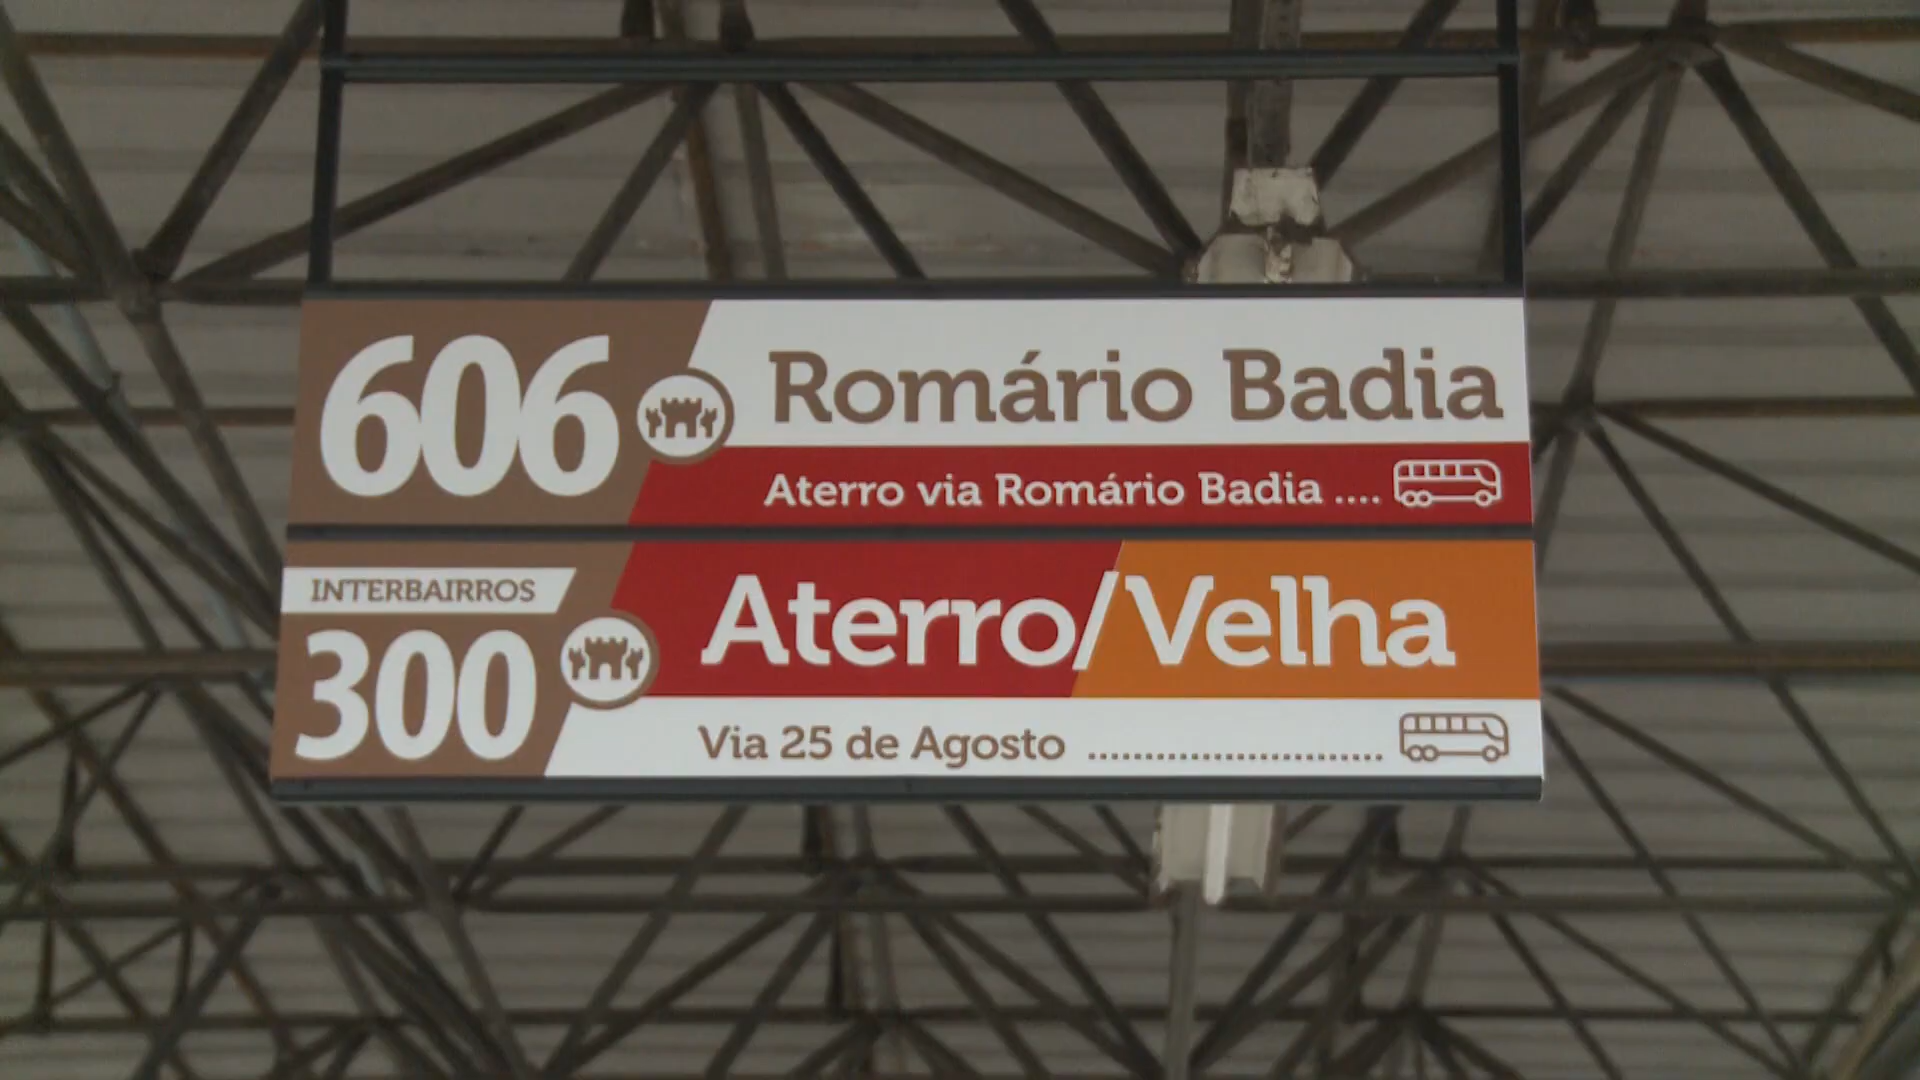 606 Romário Badia
Aterro via Romário Badia ....
INTERBAIRROS
300 Aterro/Velha
Via 25 de Agosto ..............................